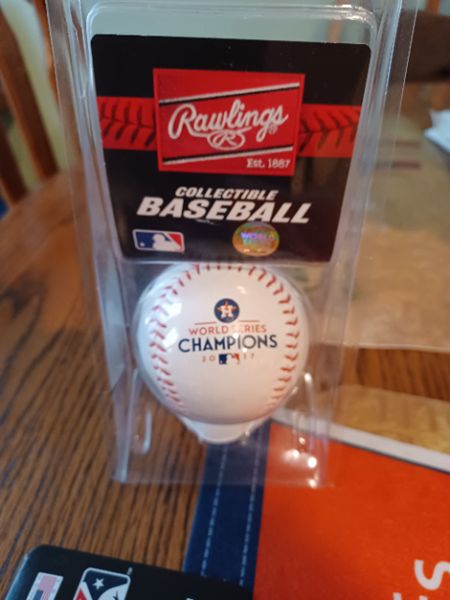 Rawlings
R
Est. 1887
COLLECTIBLE
BASEBALL
H
WORLD SERIES
CHAMPIONS
2017
S